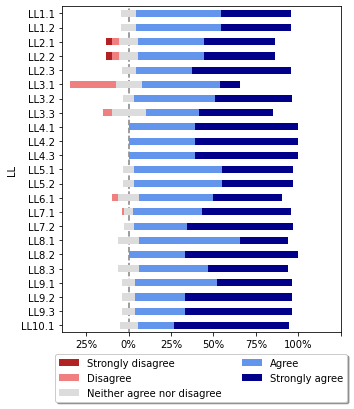 LL1.1
LL1.2
LL2.1
LL2.2
LL2.3
LL3.1
LL3.2
LL3.3
LL4.1
LL4.2
LL4.3
LL5.1
LL5.2
LL6.1
LL7.1
LL7.2
LL8.1
LL8.2
LL8.3
LL9.1
LL9.2
LL9.3
LL10.1
LL
25% 0% 25% 50% 75% 100%
Strongly disagree Agree
Disagree Strongly agree
Neither agree nor disagree